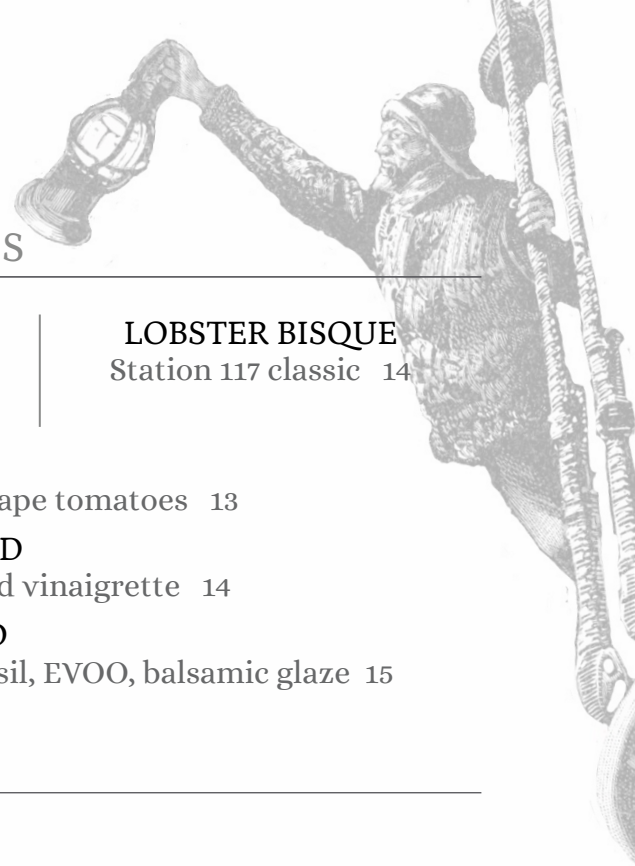 S
LOBSTER BISQUE
Station 117 classic 14
ape tomatoes 13
D
d vinaigrette 14
D
sil, EVOO, balsamic glaze 15